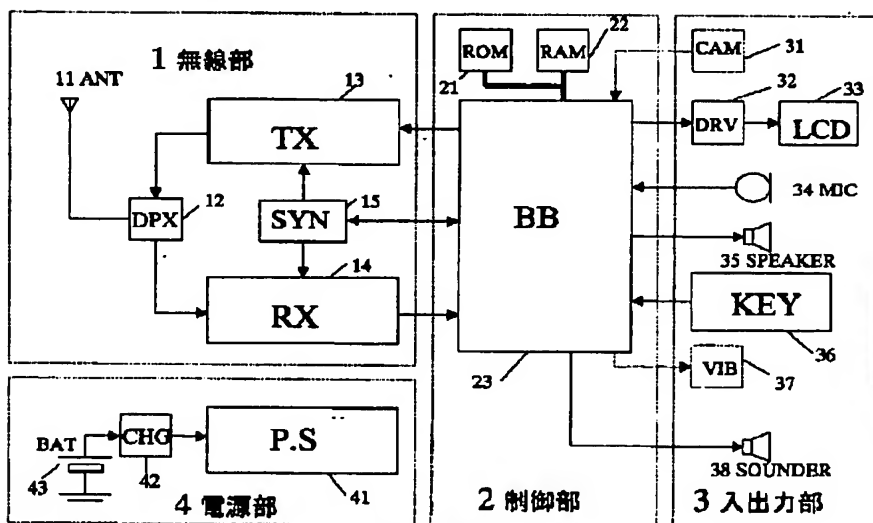 1 無線部
11 ANT
13
TX
12
DPX
SYN
15
14
RX
BAT
43
CHG
42
P.S
41
4 電源部
ROM
RAM
22
21
BB
23
2 制御部
CAM
31
32
DRV
33
LCD
34 MIC
35 SPEAKER
KEY
36
VIB
37
38 SOUNDER
3 入出力部